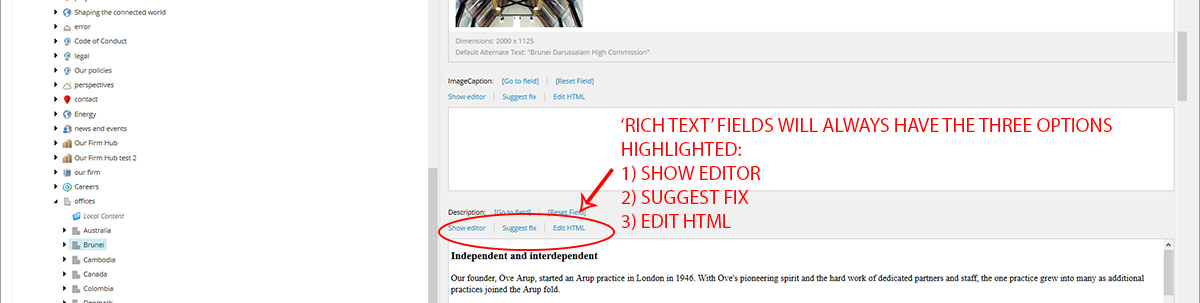 Shaping the connected world
error
Code of Conduct
legal
Our policies
perspectives
contact
Energy
news and events
Our Firm Hub
Our Firm Hub test 2
our firm
Careers
offices
Local Content
Australia
Brunei
Cambodia
Canada
Colombia
Denmark
Dimensions: 2000 x 1125
Default Alternate Text: "Brunei Darussalam High Commission"
ImageCaption: [Go to field] [Reset Field]
Show editor Suggest fix Edit HTML
'RICH TEXT' FIELDS WILL ALWAYS HAVE THE THREE OPTIONS
HIGHLIGHTED:
1) SHOW EDITOR
2) SUGGEST FIX
3) EDIT HTML
Description: [Go to field] [Reset Field]
Show editor Suggest fix Edit HTML
Independent and interdependent
Our founder, Ove Arup, started an Arup practice in London in 1946. With Ove's pioneering spirit and the hard work of dedicated partners and staff, the one practice grew into many as additional
practices joined the Arup fold.